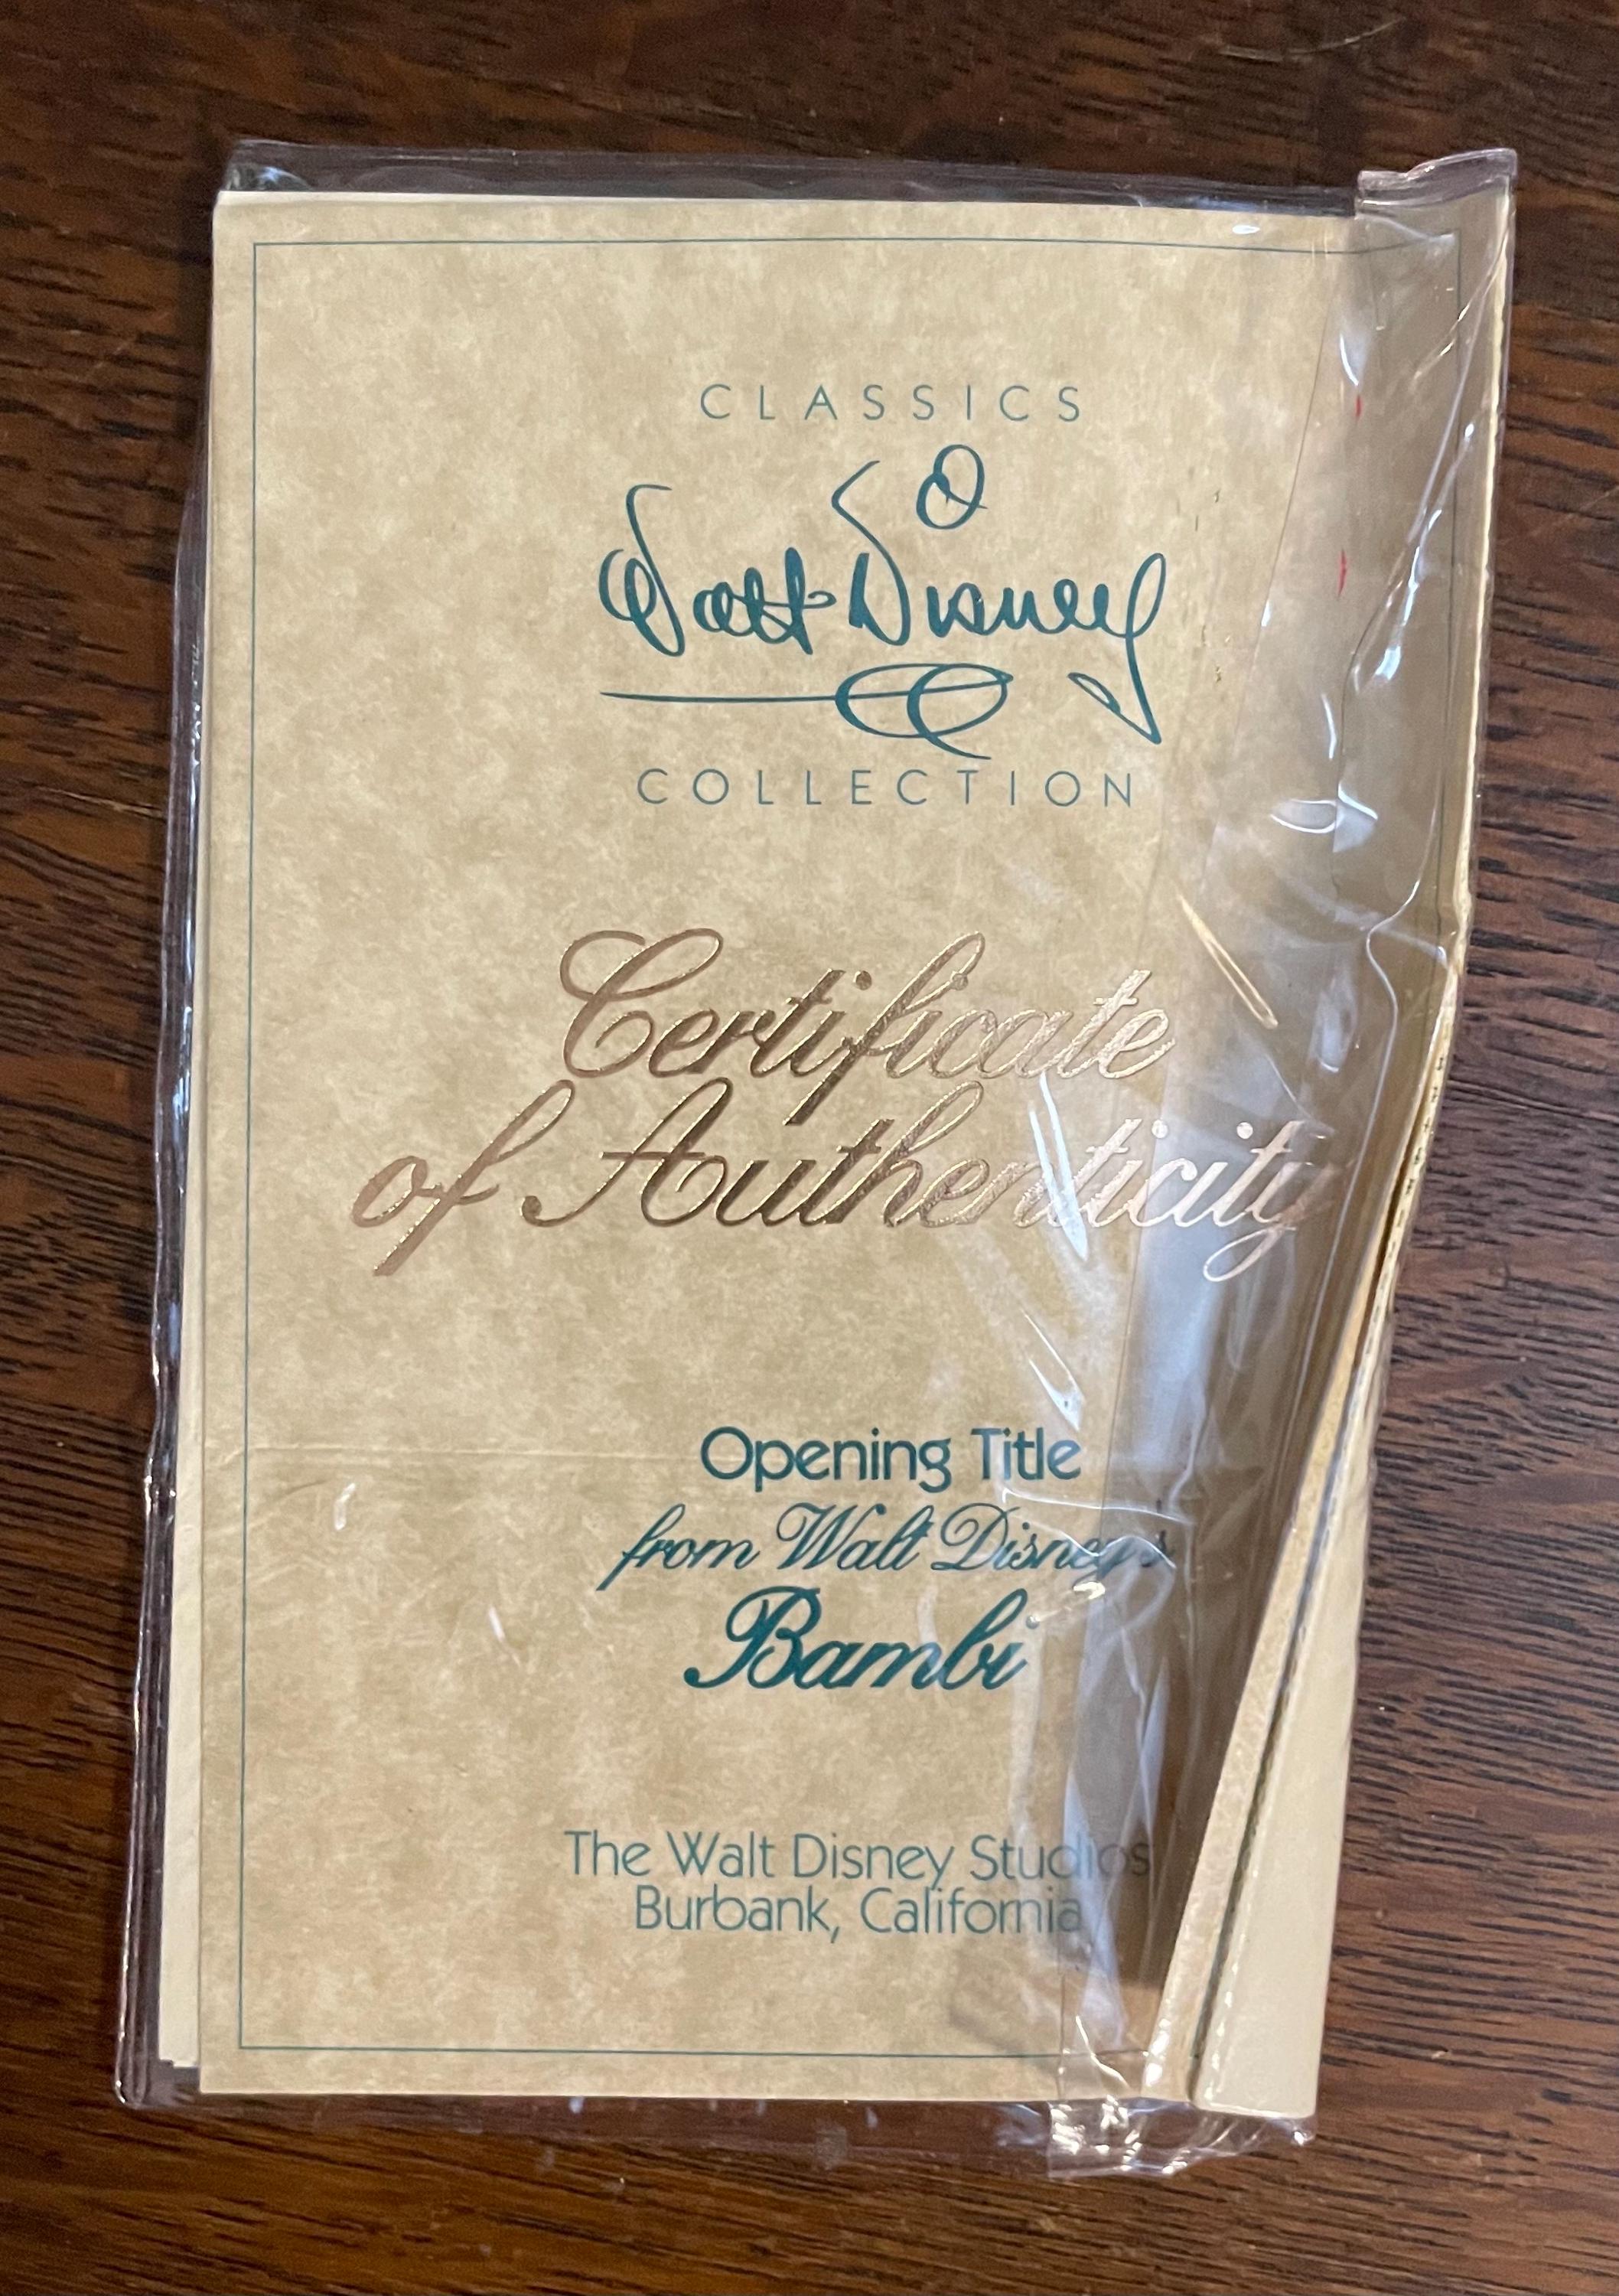 CLASSICS
Walt Disney
COLLECTION
Certificate
of Authenticity
Opening Title
from Walt Disney's
Bambi
The Walt Disney Studios
Burbank, California